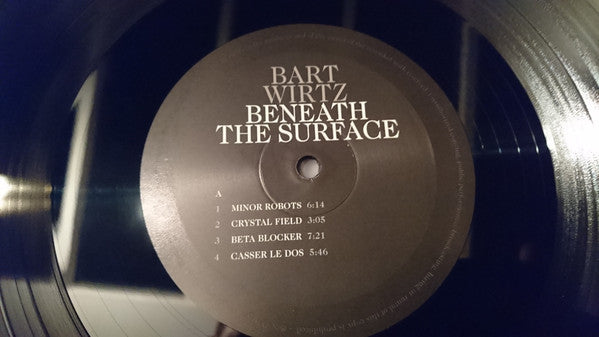 BART
WIRTZ
BENEATH
THE SURFACE
A
1 MINOR ROBOTS 6:14
2 CRYSTAL FIELD 3:05
3 BETA BLOCKER 7:21
4 CASSER LE DOS 5:46